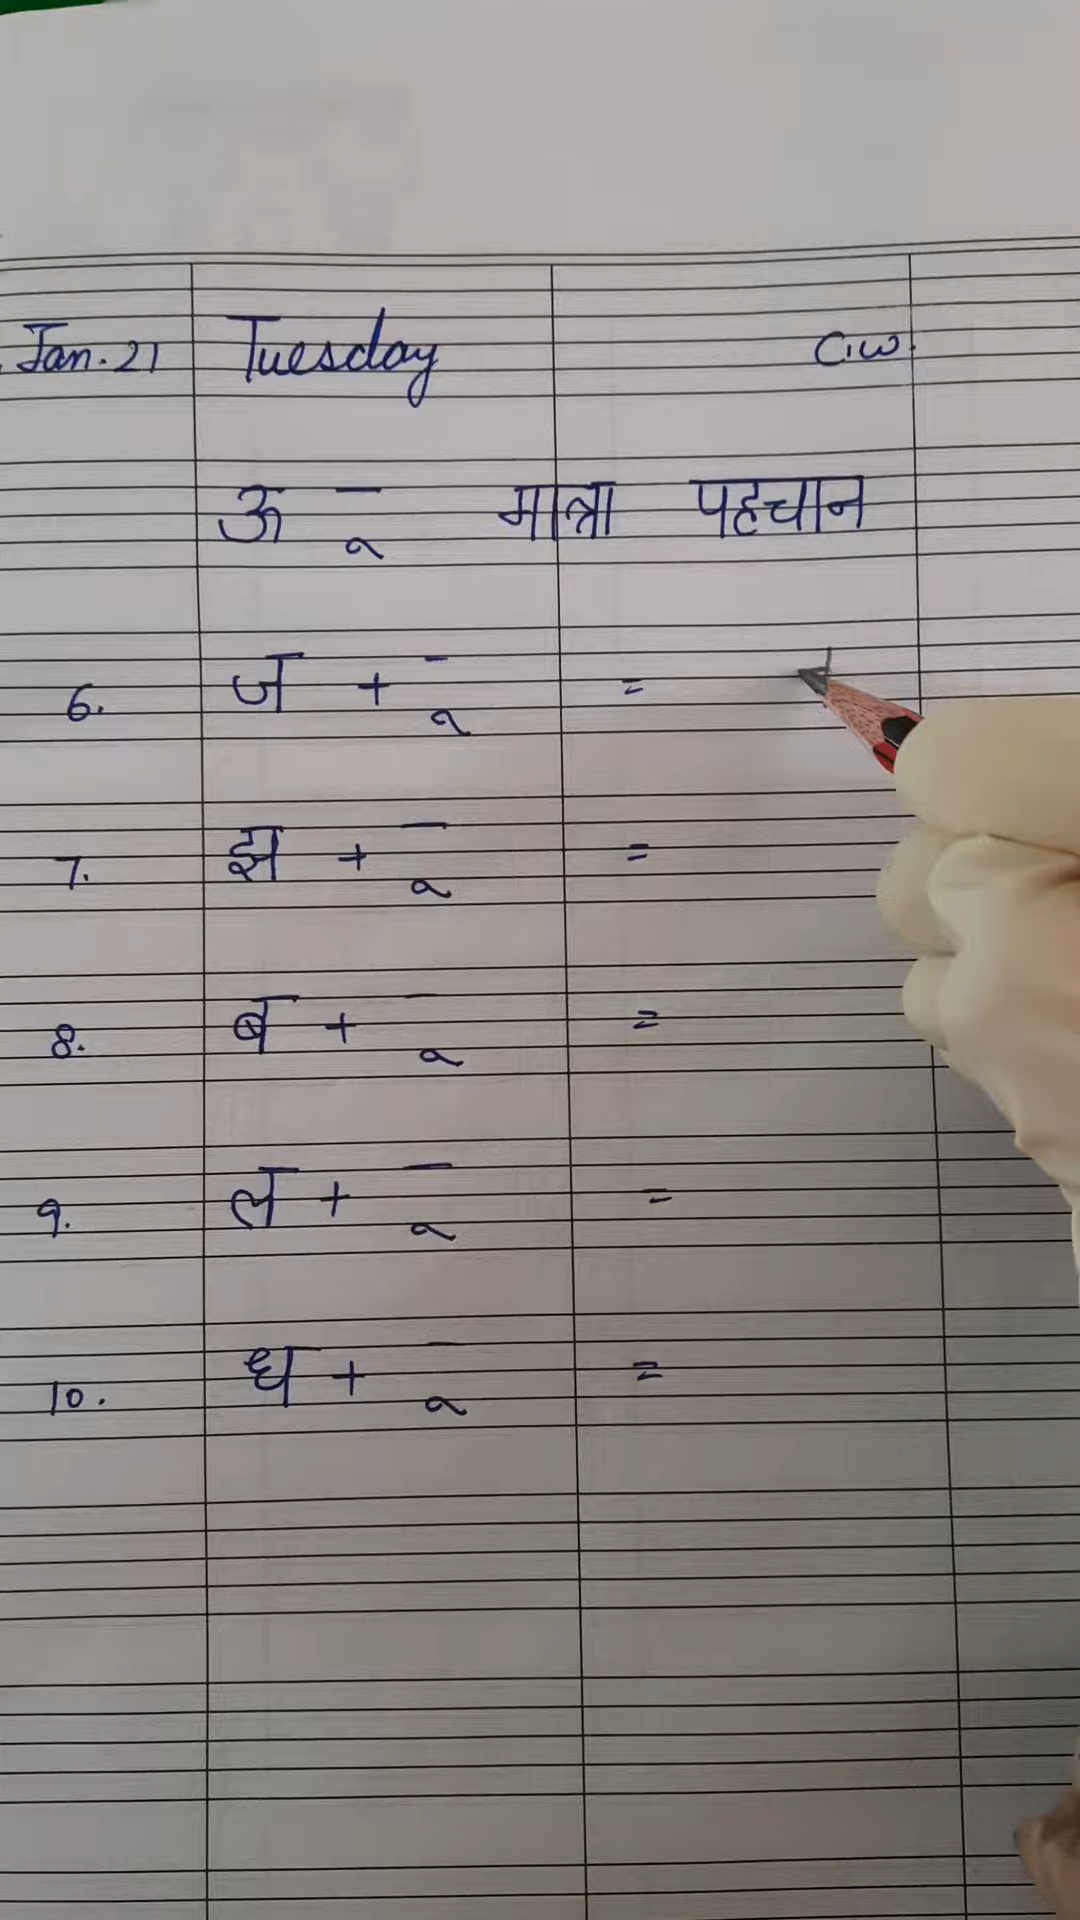 Jan. 21 Tuesday C.W.
ऊ ू मात्रा पहचान
6. ज + ू =
7. झ + ू =
8. ब + ू =
9. ल + ू =
10. घ + ू =